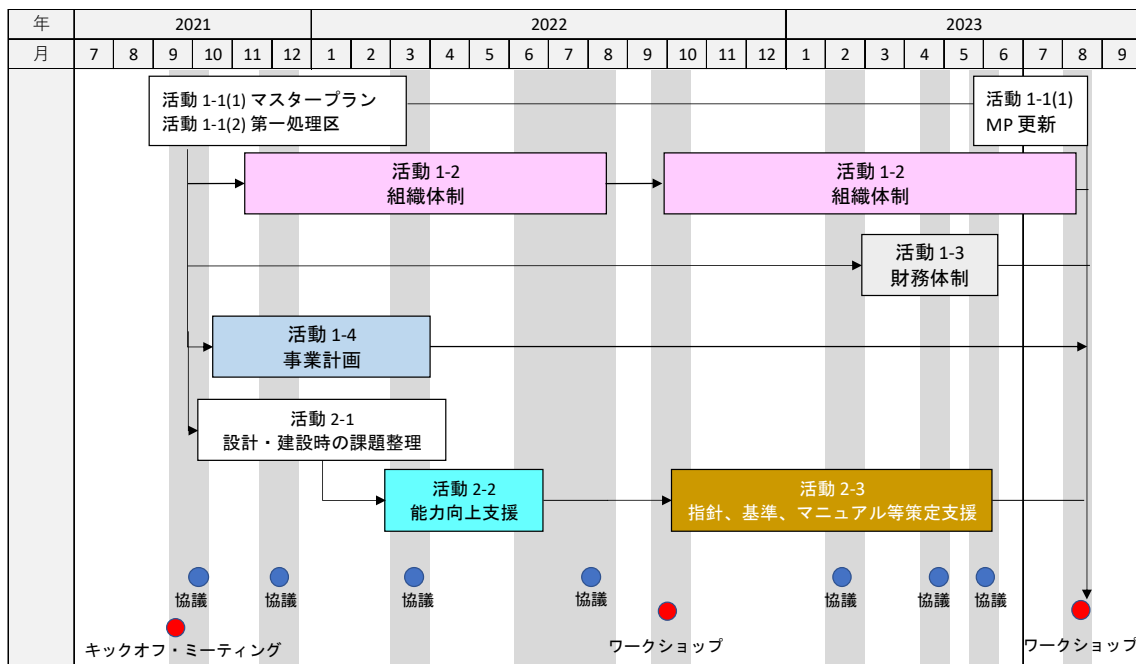 年 2021 2022 2023
月 7 8 9 10 11 12 1 2 3 4 5 6 7 8 9 10 11 12 1 2 3 4 5 6 7 8 9
活動 1-1(1) マスタープラン
活動 1-1(2) 第一処理区
活動 1-1(1)
MP 更新
活動 1-2
組織体制
活動 1-2
組織体制
活動 1-3
財務体制
活動 1-4
事業計画
活動 2-1
設計・建設時の課題整理
活動 2-2
能力向上支援
活動 2-3
指針、基準、マニュアル等策定支援
協議 協議 協議 協議 協議 協議 協議
キックオフ・ミーティング ワークショップ ワークショップ